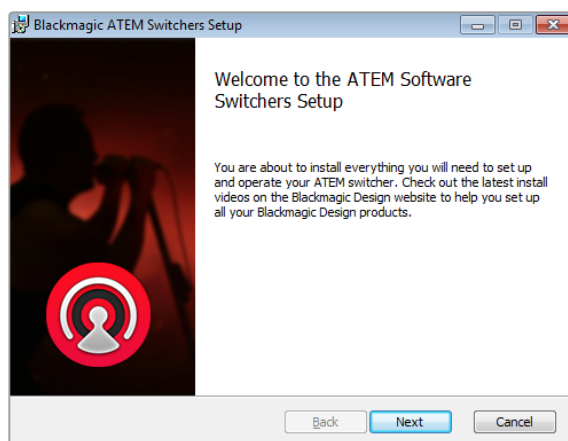 Blackmagic ATEM Switchers Setup
Welcome to the ATEM Software
Switchers Setup
You are about to install everything you will need to set up
and operate your ATEM switcher. Check out the latest install
videos on the Blackmagic Design website to help you set up
all your Blackmagic Design products.
Back Next Cancel